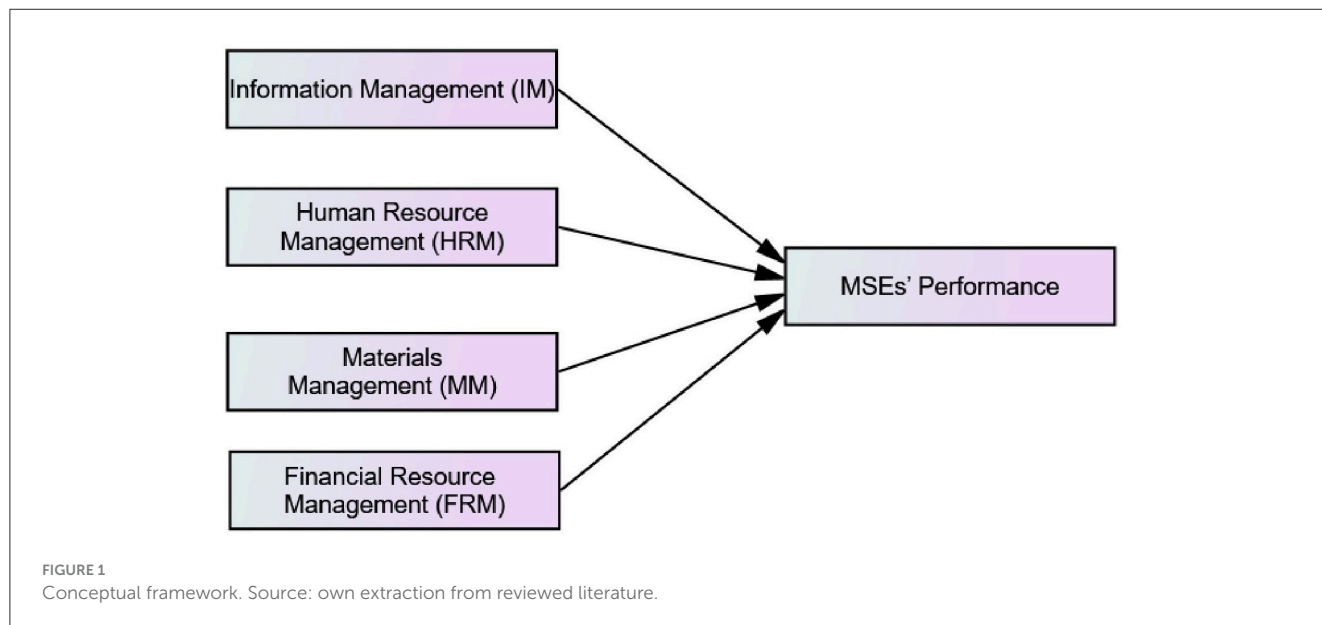 Information Management (IM)
Human Resource
Management (HRM)
MSEs’ Performance
Materials
Management (MM)
Financial Resource
Management (FRM)
FIGURE 1
Conceptual framework. Source: own extraction from reviewed literature.